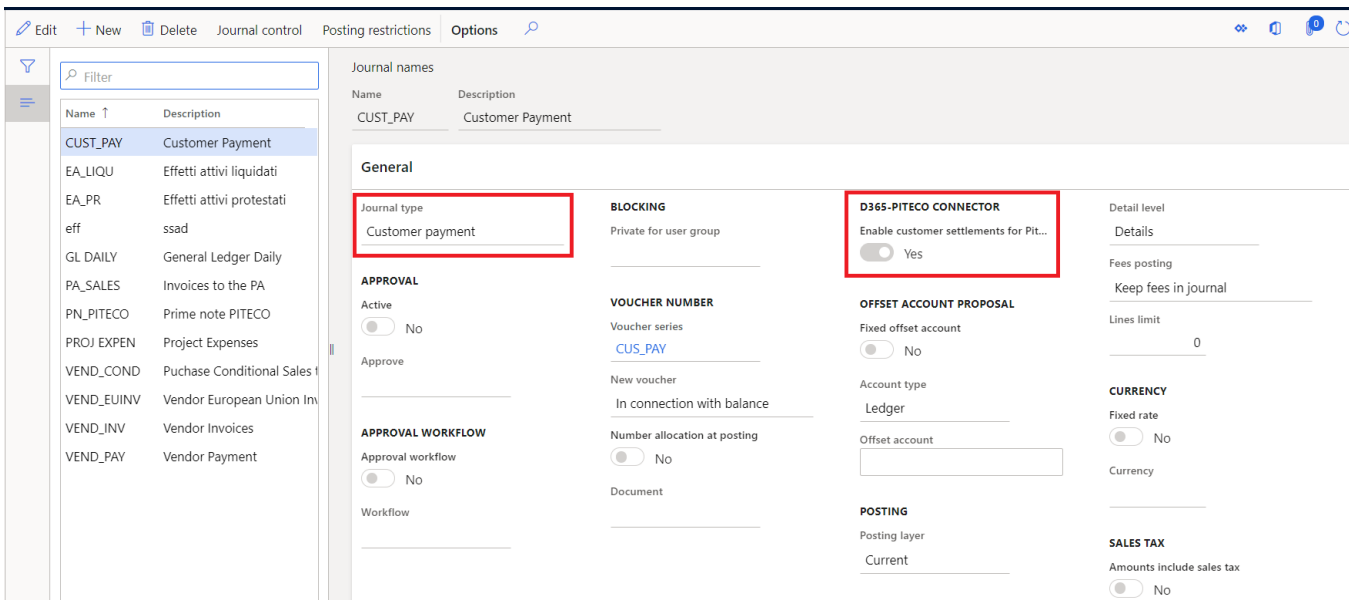 Edit New Delete Journal control Posting restrictions Options
0
Filter
Name ↑ Description
CUST_PAY Customer Payment
EA_LIQU Effetti attivi liquidati
EA_PR Effetti attivi protestati
eff ssad
GL DAILY General Ledger Daily
PA_SALES Invoices to the PA
PN_PITECO Prime note PITECO
PROJ EXPEN Project Expenses
VEND_COND Puchase Conditional Sales
VEND_EUINV Vendor European Union
VEND_INV Vendor Invoices
VEND_PAY Vendor Payment
Journal names
Name Description
CUST_PAY Customer Payment
General
Journal type
Customer payment
APPROVAL
Active
No
Approve
APPROVAL WORKFLOW
Approval workflow
No
Workflow
BLOCKING
Private for user group
VOUCHER NUMBER
Voucher series
CUS_PAY
New voucher
In connection with balance
Number allocation at posting
No
Document
D365-PITECO CONNECTOR
Enable customer settlements for Pit...
Yes
OFFSET ACCOUNT PROPOSAL
Fixed offset account
No
Account type
Ledger
Offset account
POSTING
Posting layer
Current
Detail level
Details
Fees posting
Keep fees in journal
Lines limit
0
CURRENCY
Fixed rate
No
Currency
SALES TAX
Amounts include sales tax
No